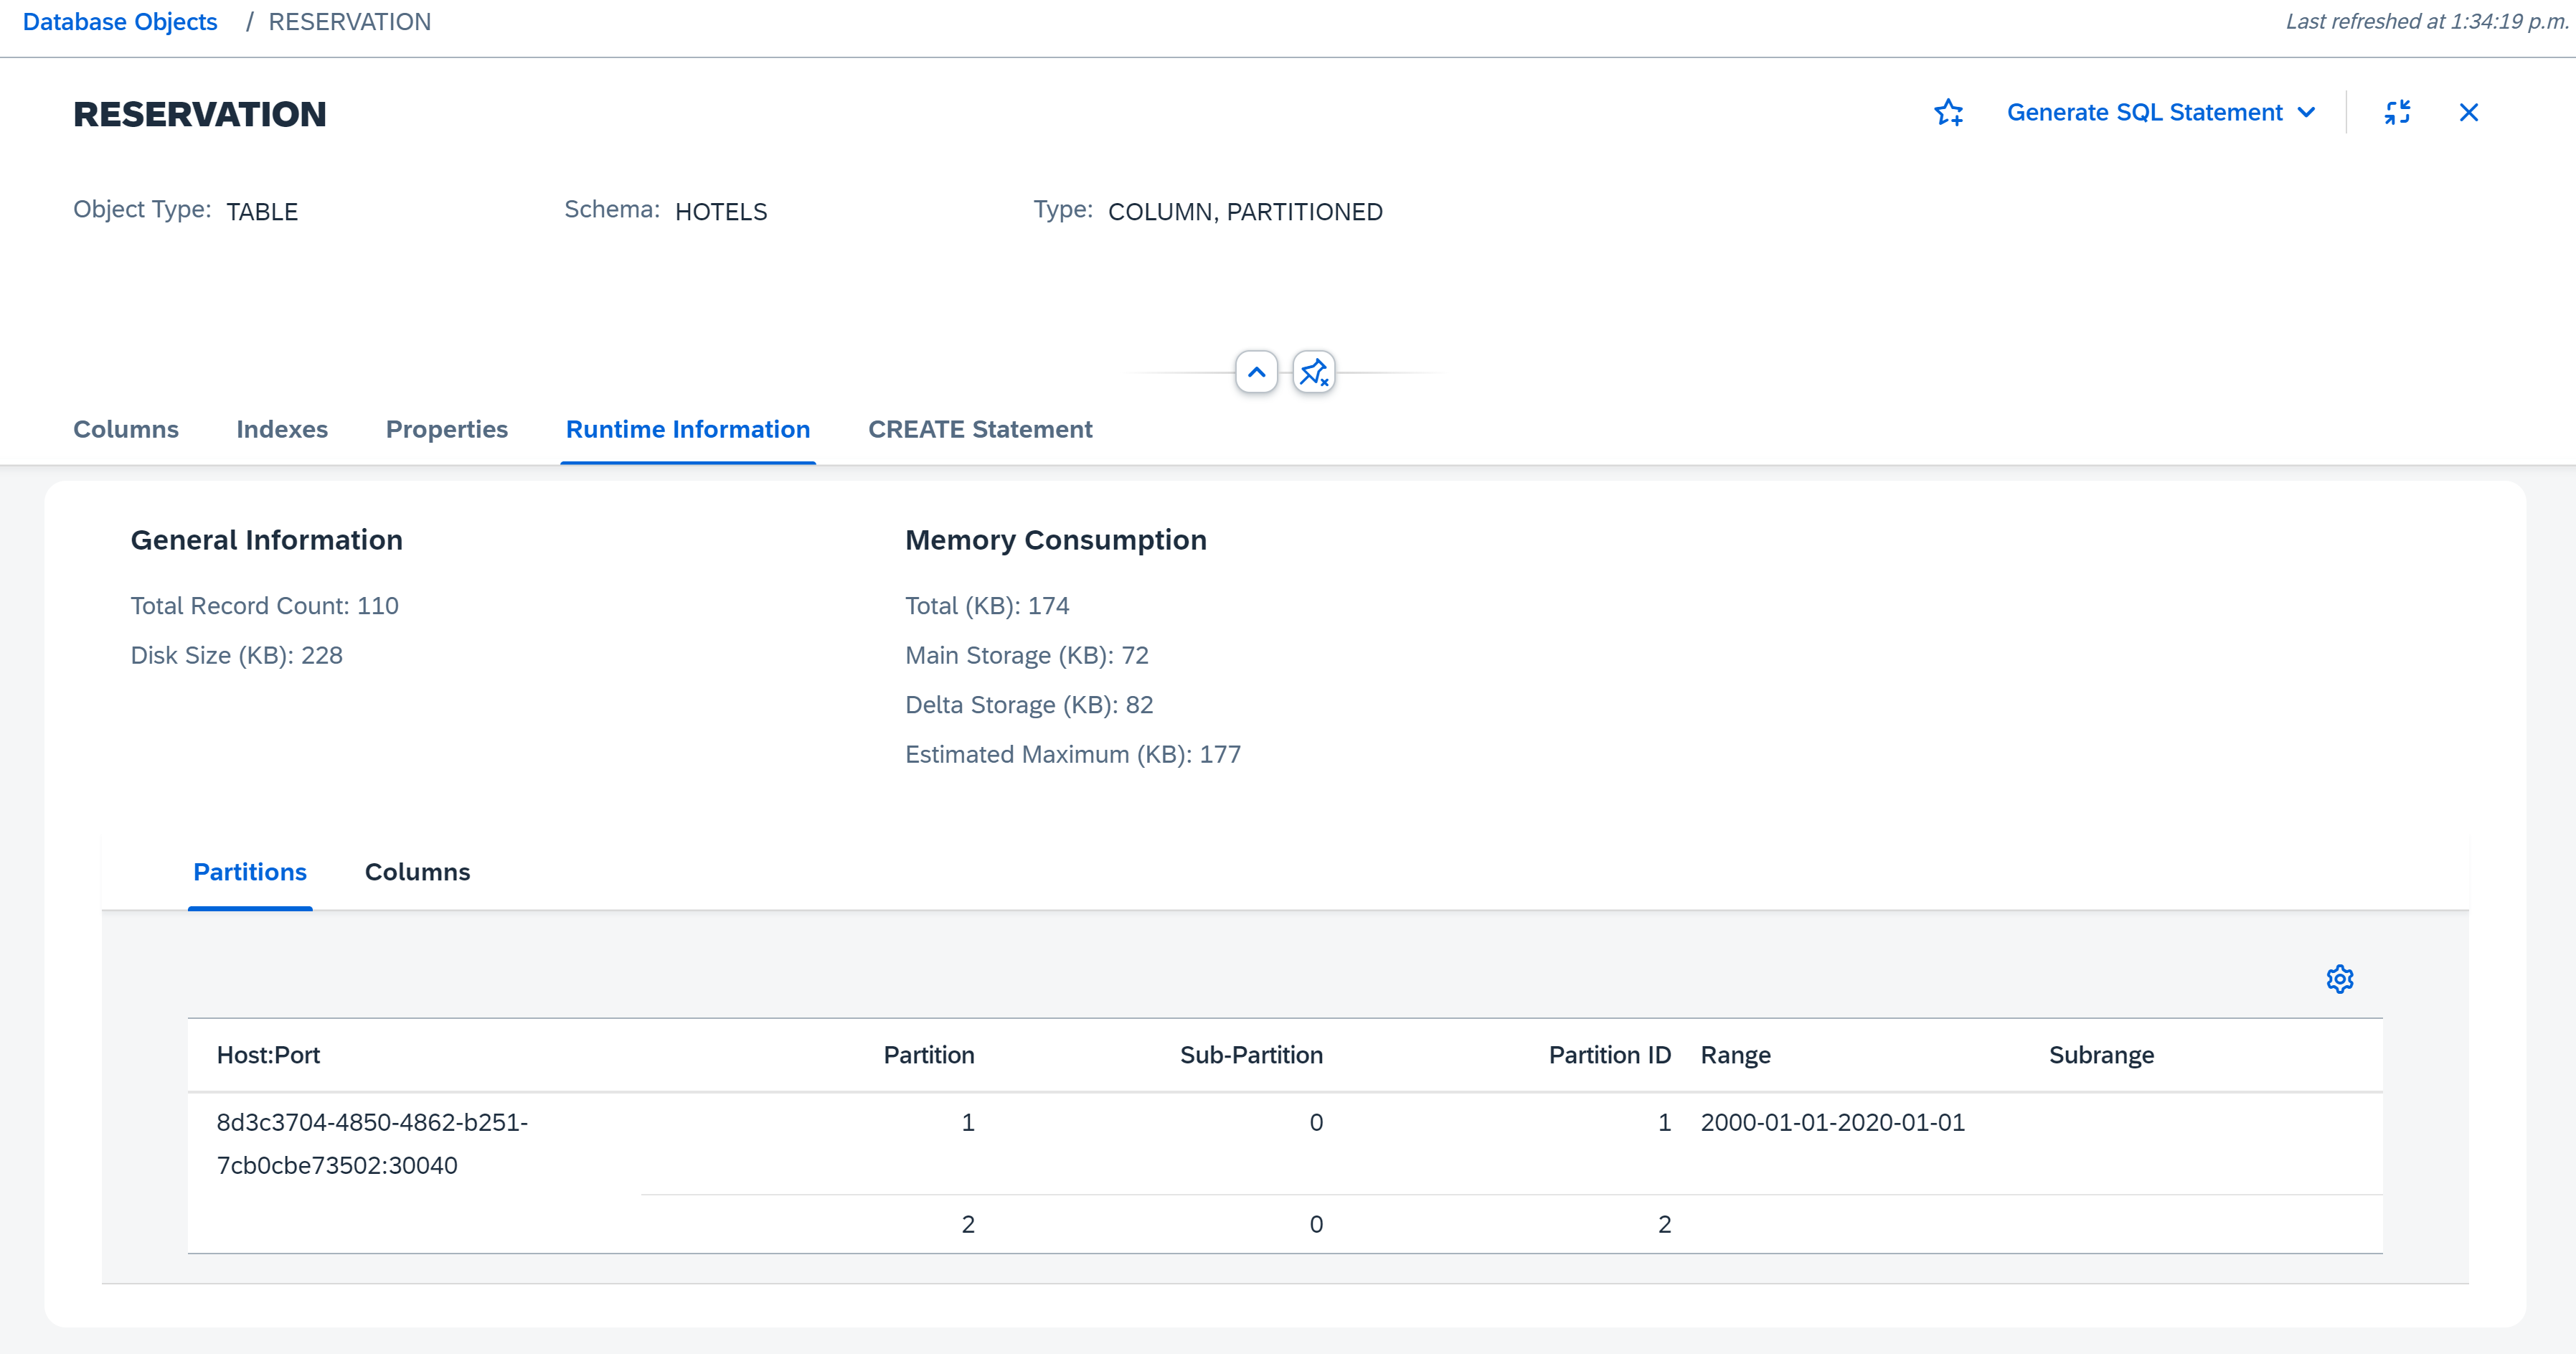 Database Objects / RESERVATION
Last refreshed at 1:34:19 p.m.
RESERVATION
Generate SQL Statement
Object Type: TABLE
Schema: HOTELS
Type: COLUMN, PARTITIONED
Columns Indexes Properties Runtime Information CREATE Statement
General Information
Total Record Count: 110
Disk Size (KB): 228
Memory Consumption
Total (KB): 174
Main Storage (KB): 72
Delta Storage (KB): 82
Estimated Maximum (KB): 177
Partitions Columns
Host:Port Partition Sub-Partition Partition ID Range Subrange
8d3c3704-4850-4862-b251- 1 0 1 2000-01-01-2020-01-01
7cb0cbe73502:30040
2 0 2